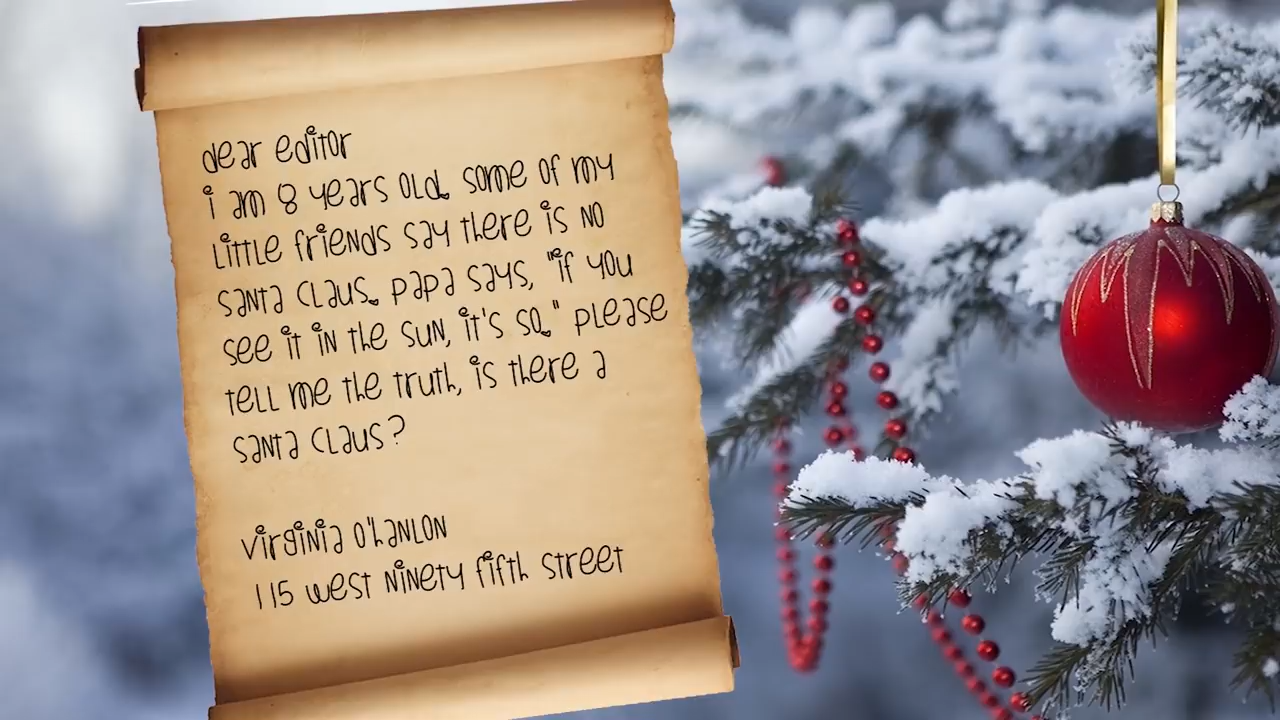 dear editor
i am 8 years old. some of my
little friends say there is no
santa claus. papa says, "if you
see it in the sun, it's so." please
tell me the truth, is there a
santa claus?
virginia o'hanlon
115 west ninety fifth street